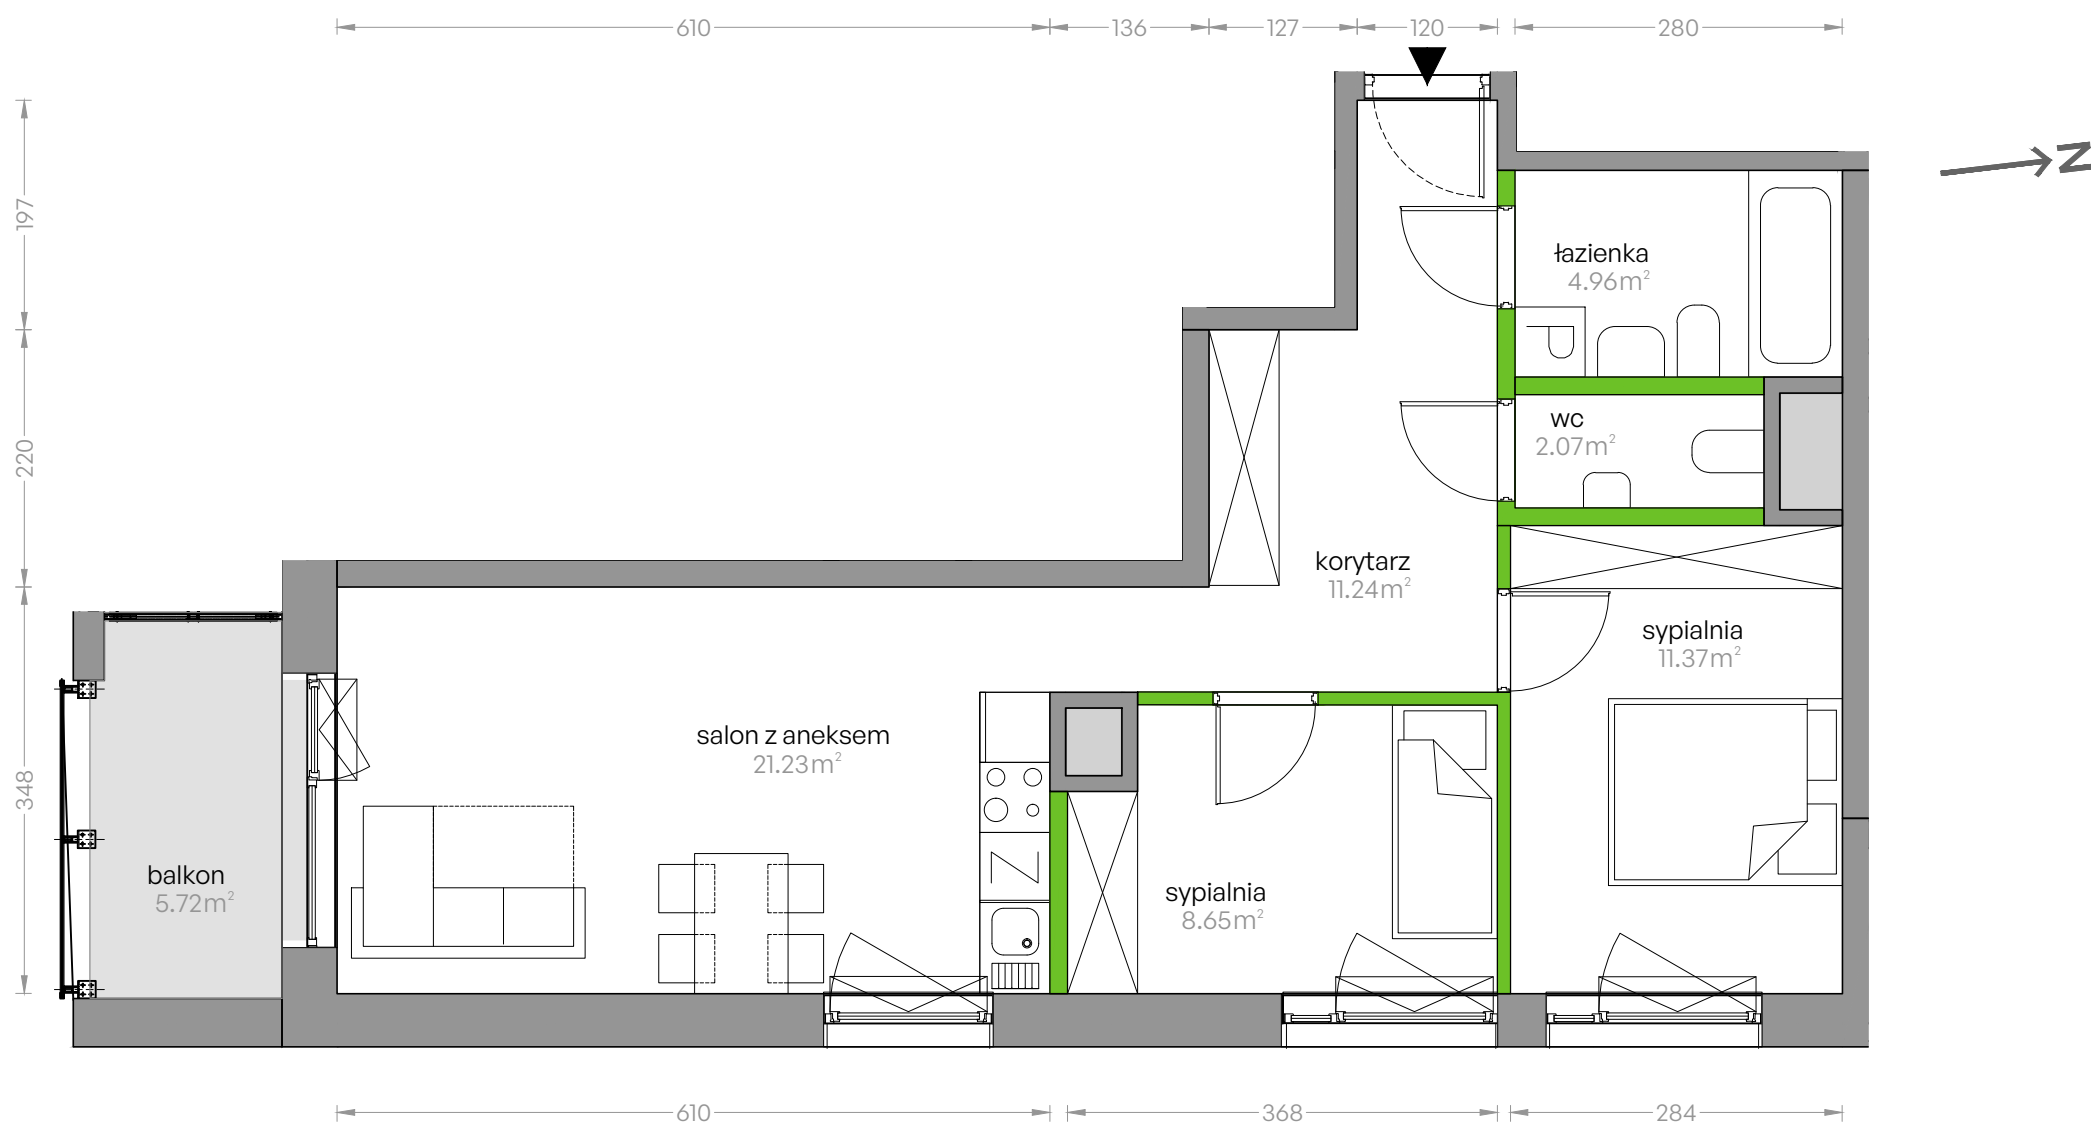 610
136
127
120
280
N
197
łazienka
4.96m²
wc
2.07m²
220
korytarz
11.24m²
sypialnia
11.37m²
salon z aneksem
21.23m²
348
balkon
5.72m²
sypialnia
8.65m²
610
368
284